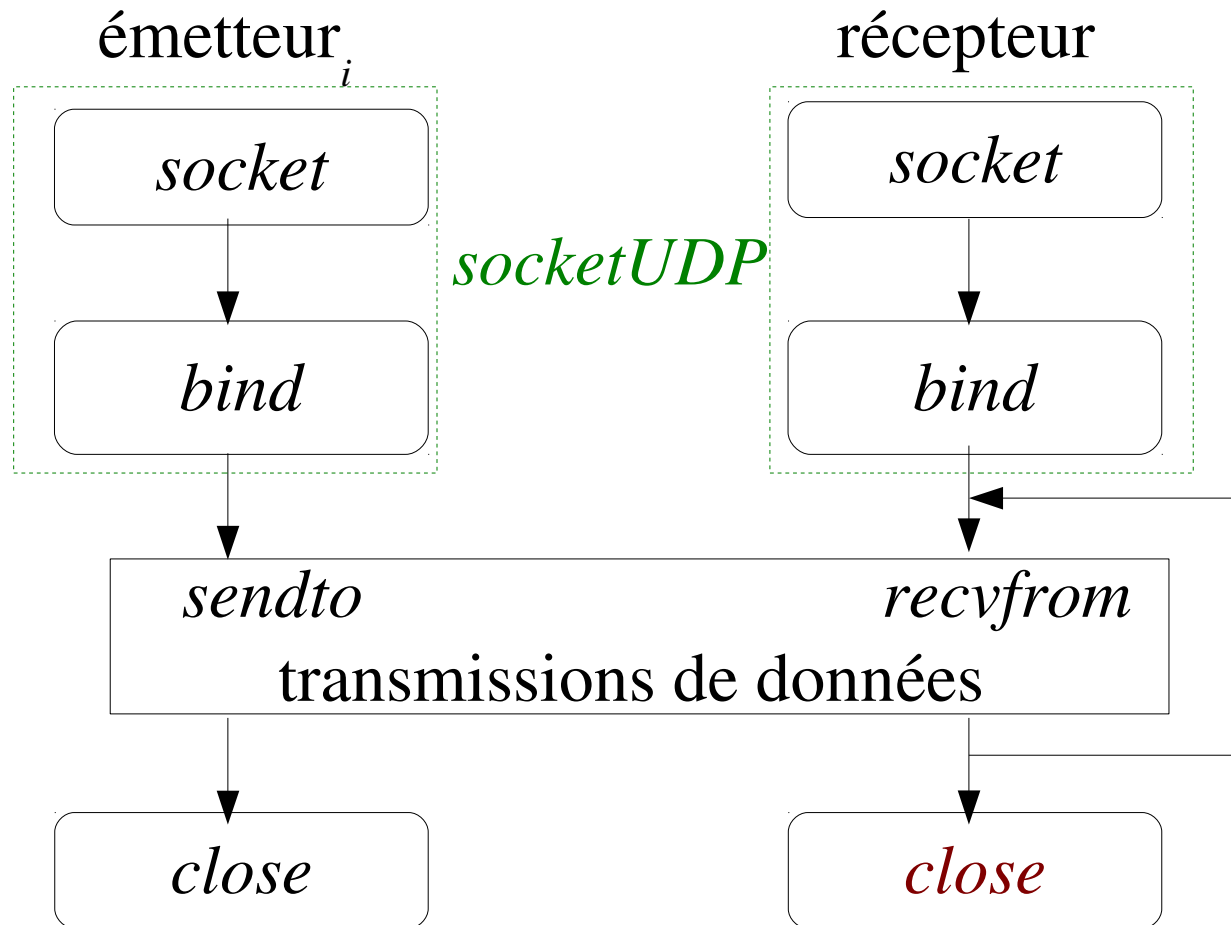 émetteur i
récepteur
socket
socket
socketUDP
bind
bind
sendto
recvfrom
transmissions de données
close
close